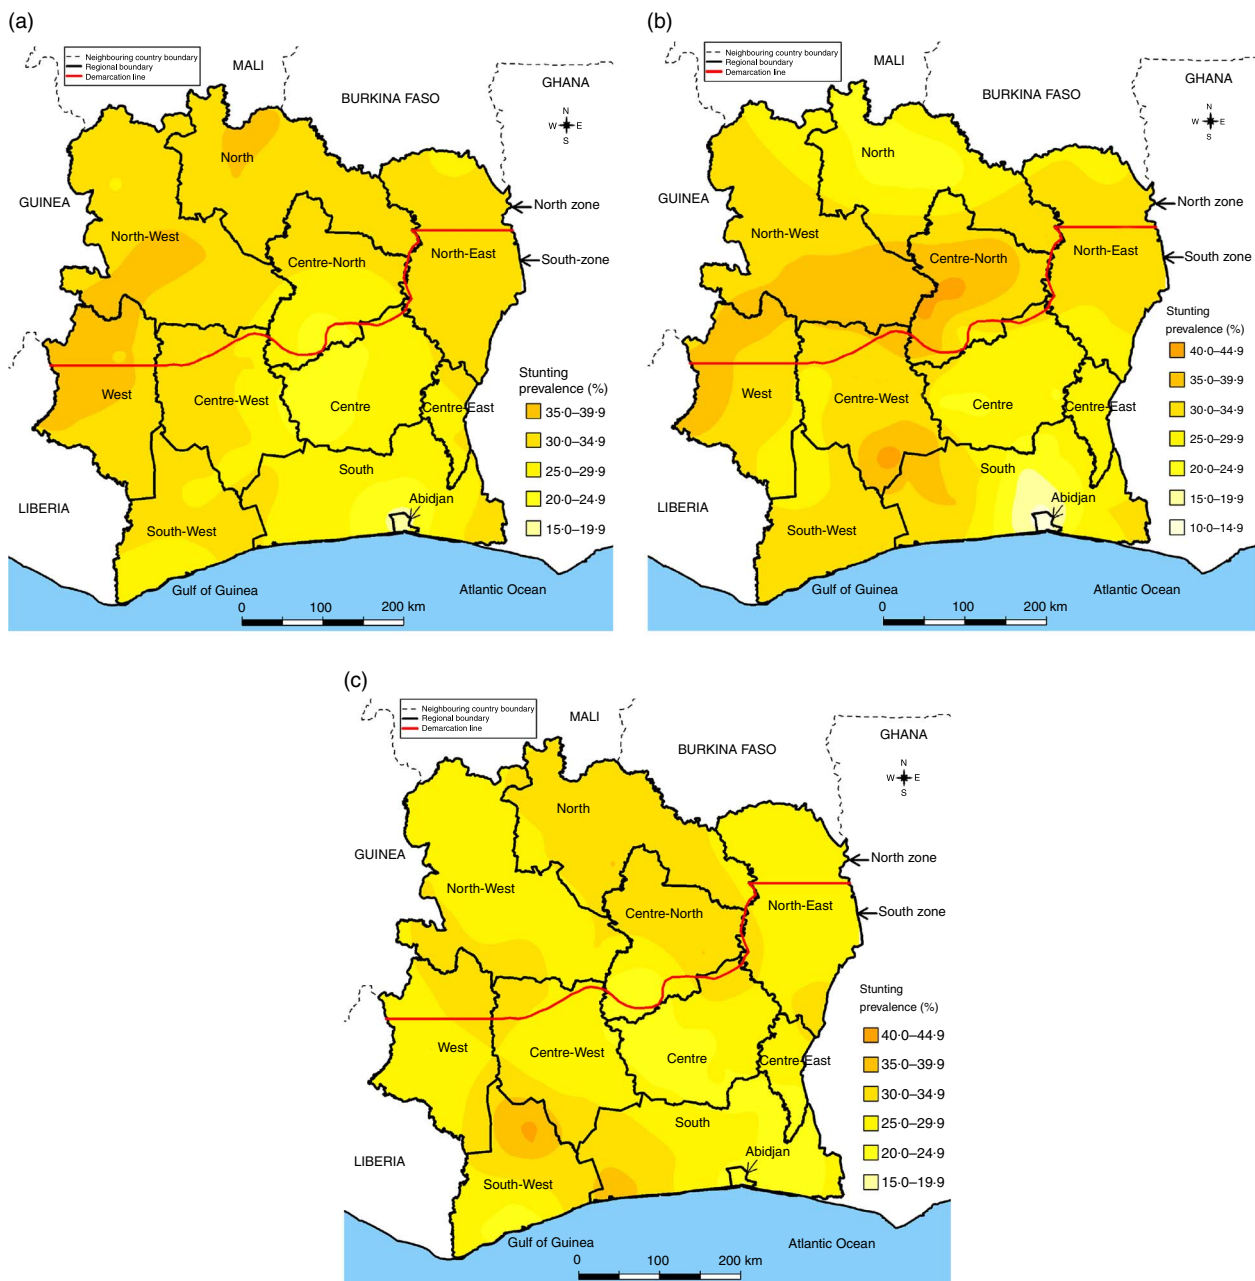 (a)
Neighbouring country boundary
Regional boundary
Demarcation line
MALI
GHANA
BURKINA FASO
N
W E
S
North
GUINEA
North zone
North-West
Centre-North
North-East
South-zone
West
Centre-West
Centre
Centre-East
Stunting
prevalence (%)
35·0–39·9
30·0–34·9
25·0–29·9
20·0–24·9
15·0–19·9
South
Abidjan
LIBERIA
South-West
Gulf of Guinea
Atlantic Ocean
0 100 200 km
(b)
Neighbouring country boundary
Regional boundary
Demarcation line
MALI
GHANA
BURKINA FASO
N
W E
S
North
GUINEA
North zone
North-West
Centre-North
North-East
South zone
Stunting
prevalence (%)
40·0–44·9
35·0–39·9
30·0–34·9
25·0–29·9
20·0–24·9
15·0–19·9
10·0–14·9
West
Centre-West
Centre
Centre-East
South
Abidjan
LIBERIA
South-West
Gulf of Guinea
Atlantic Ocean
0 100 200 km
(c)
Neighbouring country boundary
Regional boundary
Demarcation line
MALI
GHANA
BURKINA FASO
N
W E
S
North
GUINEA
North zone
North-West
Centre-North
North-East
South zone
Stunting
prevalence (%)
40·0–44·9
35·0–39·9
30·0–34·9
25·0–29·9
20·0–24·9
15·0–19·9
West
Centre-West
Centre
Centre-East
South
Abidjan
LIBERIA
South-West
Gulf of Guinea
Atlantic Ocean
0 100 200 km